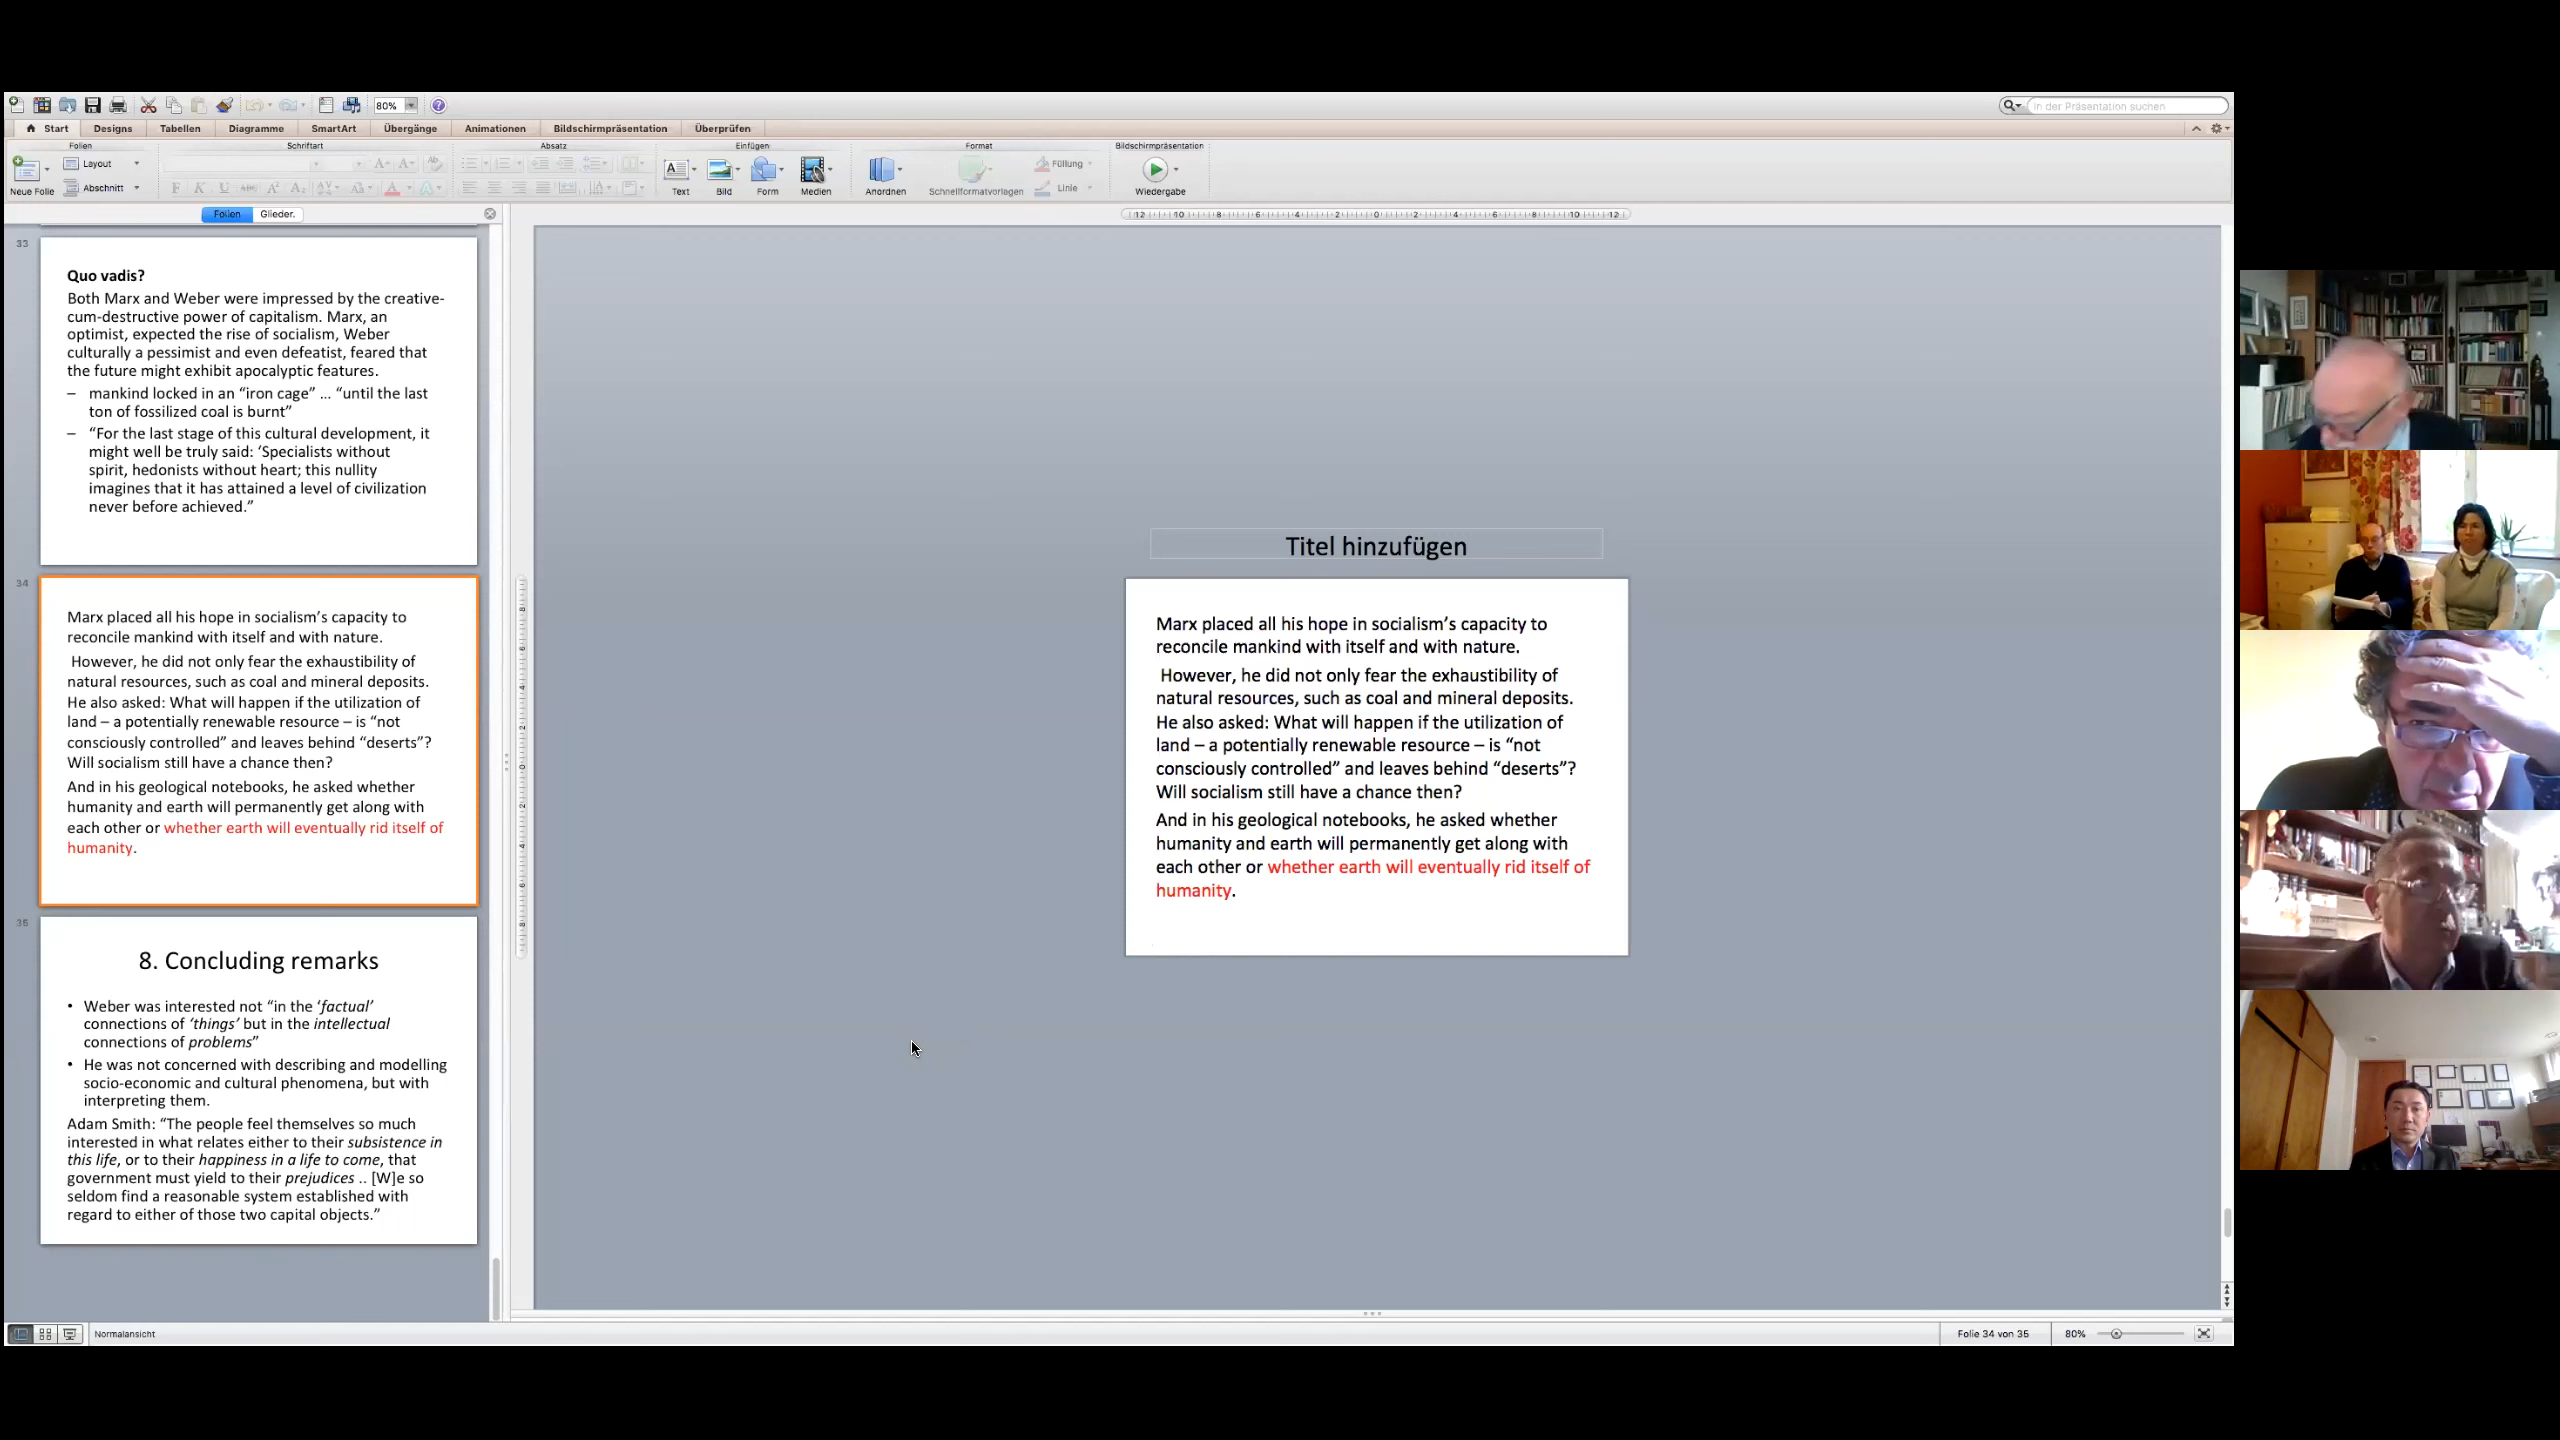 80%
In der Präsentation suchen
Start
Designs
Tabellen
Diagramme
SmartArt
Übergänge
Animationen
Bildschirmpräsentation
Überprüfen
Folien
Schriftart
Absatz
Einfügen
Format
Bildschirmpräsentation
Neue Folie
Layout
Abschnitt
Text
Bild
Form
Medien
Anordnen
Schnellformatvorlagen
Füllung
Linie
Wiedergabe
Folien
Glieder.
33
Quo vadis?
Both Marx and Weber were impressed by the creative-
cum-destructive power of capitalism. Marx, an
optimist, expected the rise of socialism, Weber
culturally a pessimist and even defeatist, feared that
the future might exhibit apocalyptic features.
– mankind locked in an “iron cage” … “until the last
ton of fossilized coal is burnt”
– “For the last stage of this cultural development, it
might well be truly said: ‘Specialists without
spirit, hedonists without heart; this nullity
imagines that it has attained a level of civilization
never before achieved.”
34
Marx placed all his hope in socialism’s capacity to
reconcile mankind with itself and with nature.
However, he did not only fear the exhaustibility of
natural resources, such as coal and mineral deposits.
He also asked: What will happen if the utilization of
land – a potentially renewable resource – is “not
consciously controlled” and leaves behind “deserts”?
Will socialism still have a chance then?
And in his geological notebooks, he asked whether
humanity and earth will permanently get along with
each other or whether earth will eventually rid itself of
humanity.
35
8. Concluding remarks
• Weber was interested not “in the ‘factual’
connections of ‘things’ but in the intellectual
connections of problems”
• He was not concerned with describing and modelling
socio-economic and cultural phenomena, but with
interpreting them.
Adam Smith: “The people feel themselves so much
interested in what relates either to their subsistence in
this life, or to their happiness in a life to come, that
government must yield to their prejudices .. [W]e so
seldom find a reasonable system established with
regard to either of those two capital objects.”
Titel hinzufügen
Marx placed all his hope in socialism’s capacity to
reconcile mankind with itself and with nature.
However, he did not only fear the exhaustibility of
natural resources, such as coal and mineral deposits.
He also asked: What will happen if the utilization of
land – a potentially renewable resource – is “not
consciously controlled” and leaves behind “deserts”?
Will socialism still have a chance then?
And in his geological notebooks, he asked whether
humanity and earth will permanently get along with
each other or whether earth will eventually rid itself of
humanity.
Normalansicht
Folie 34 von 35
80%